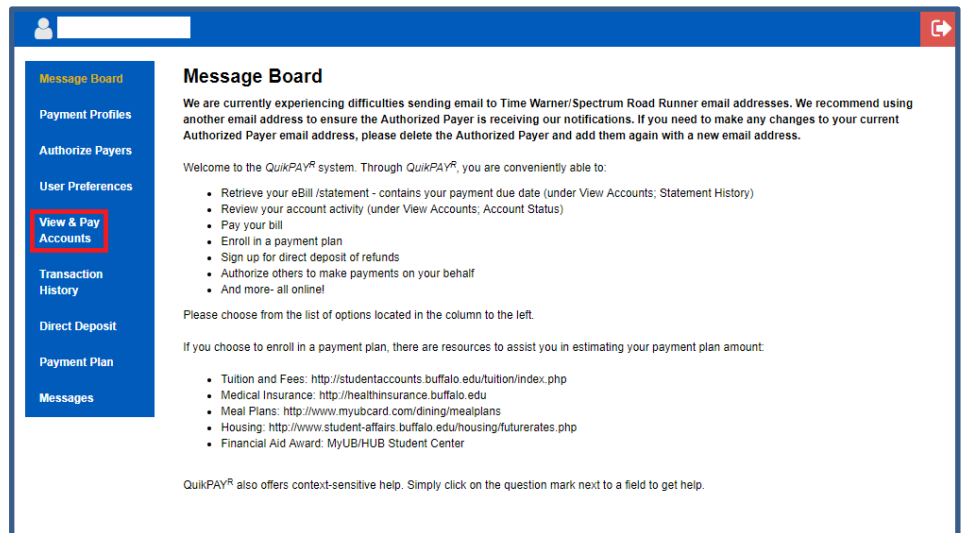 Message Board
Payment Profiles
Authorize Payers
User Preferences
View & Pay
Accounts
Transaction
History
Direct Deposit
Payment Plan
Messages
Message Board
We are currently experiencing difficulties sending email to Time Warner/Spectrum Road Runner email addresses. We recommend using
another email address to ensure the Authorized Payer is receiving our notifications. If you need to make any changes to your current
Authorized Payer email address, please delete the Authorized Payer and add them again with a new email address.
Welcome to the QuikPAYR system. Through QuikPAYR, you are conveniently able to:
• Retrieve your eBill /statement - contains your payment due date (under View Accounts; Statement History)
• Review your account activity (under View Accounts; Account Status)
• Pay your bill
• Enroll in a payment plan
• Sign up for direct deposit of refunds
• Authorize others to make payments on your behalf
• And more- all online!
Please choose from the list of options located in the column to the left.
If you choose to enroll in a payment plan, there are resources to assist you in estimating your payment plan amount:
• Tuition and Fees: http://studentaccounts.buffalo.edu/tuition/index.php
• Medical Insurance: http://healthinsurance.buffalo.edu
• Meal Plans: http://www.myubcard.com/dining/mealplans
• Housing: http://www.student-affairs.buffalo.edu/housing/futurerates.php
• Financial Aid Award: MyUB/HUB Student Center
QuikPAYR also offers context-sensitive help. Simply click on the question mark next to a field to get help.